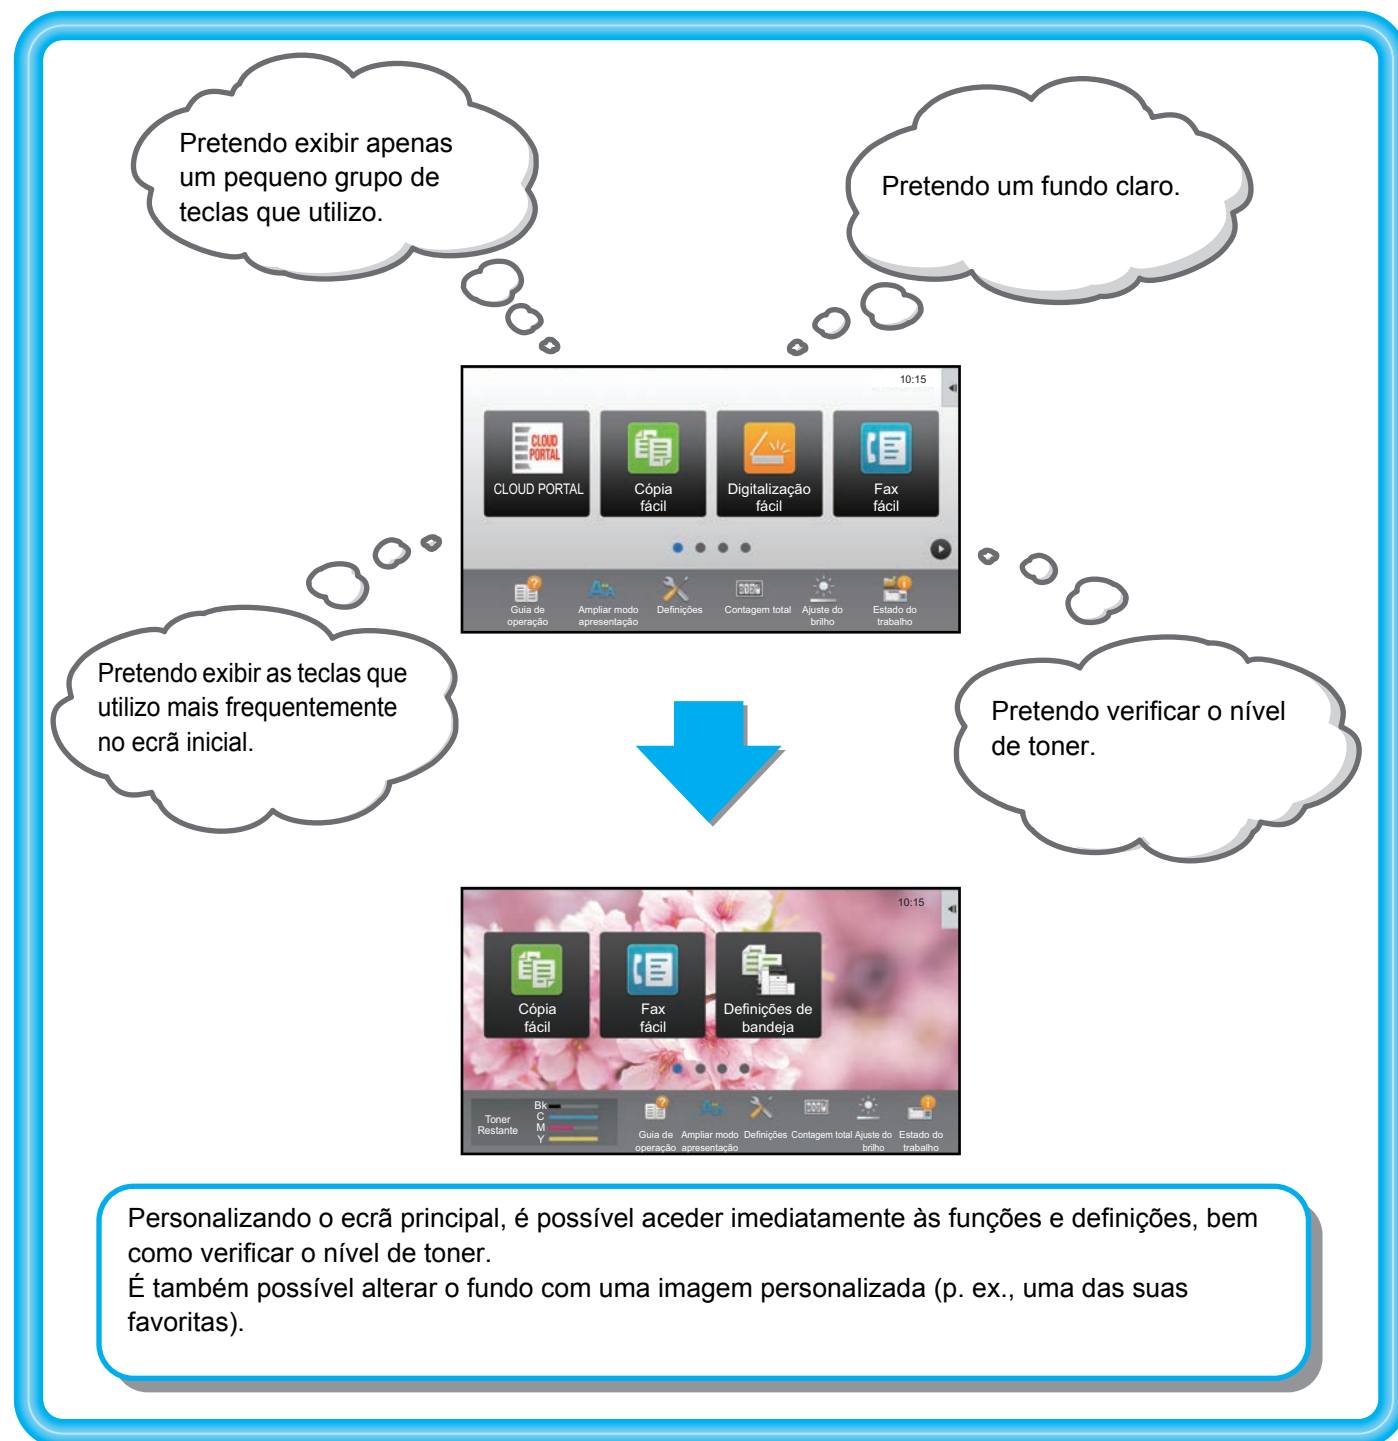 Pretendo exibir apenas
um pequeno grupo de
teclas que utilizo.
Pretendo um fundo claro.
10:15
CLOUD
PORTAL
CLOUD PORTAL
Cópia
fácil
Digitalização
fácil
Fax
fácil
Guia de
operação
Ampliar modo
apresentação
Definições
Contagem total
Ajuste do
brilho
Estado do
trabalho
Pretendo exibir as teclas que
utilizo mais frequentemente
no ecrã inicial.
Pretendo verificar o nível
de toner.
10:15
Cópia
fácil
Fax
fácil
Definições de
bandeja
Toner
Restante
Bk
C
M
Y
Guia de
operação
Ampliar modo
apresentação
Definições
Contagem total
Ajuste do
brilho
Estado do
trabalho
Personalizando o ecrã principal, é possível aceder imediatamente às funções e definições, bem
como verificar o nível de toner.
É também possível alterar o fundo com uma imagem personalizada (p. ex., uma das suas
favoritas).